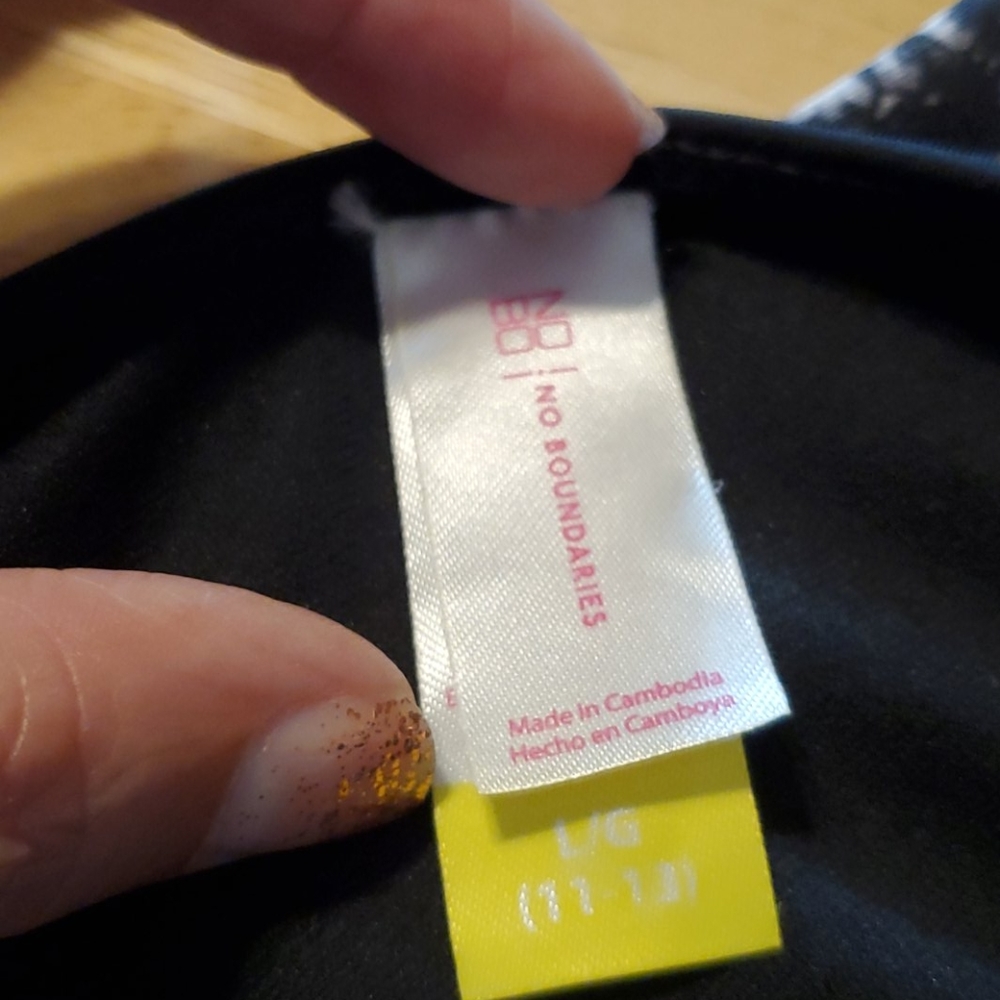 NO
BO
NO BOUNDARIES
E
Made in Cambodia
Hecho en Camboya
L/G
(11-13)